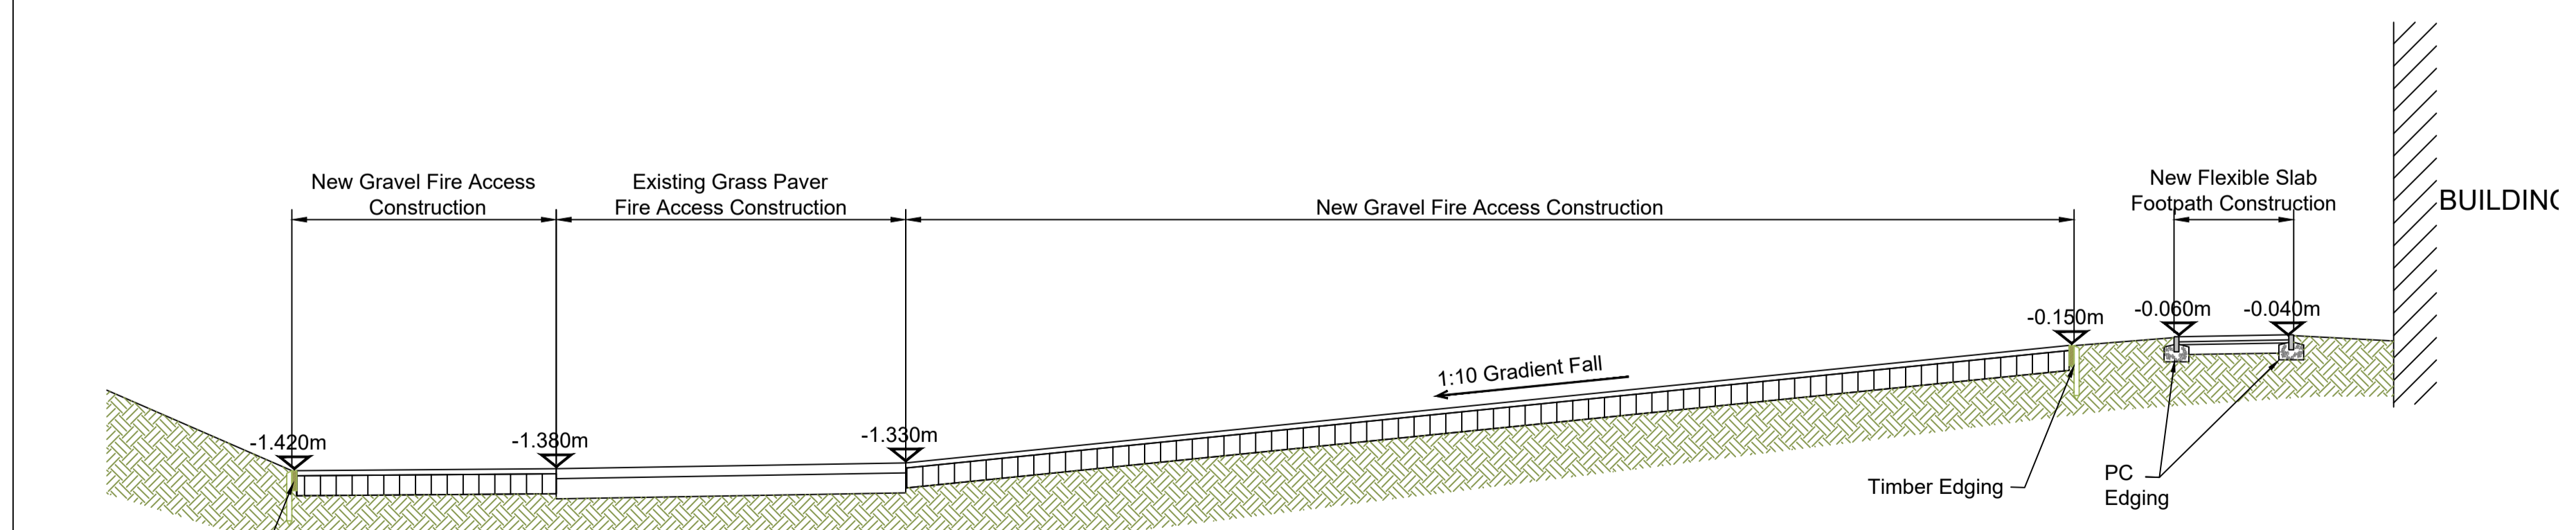 New Gravel Fire Access
Construction
Existing Grass Paver
Fire Access Construction
New Gravel Fire Access Construction
New Flexible Slab
Footpath Construction
BUILDING
-0.060m
-0.040m
-0.150m
1:10 Gradient Fall
-1.420m
-1.380m
-1.330m
Timber Edging
PC
Edging